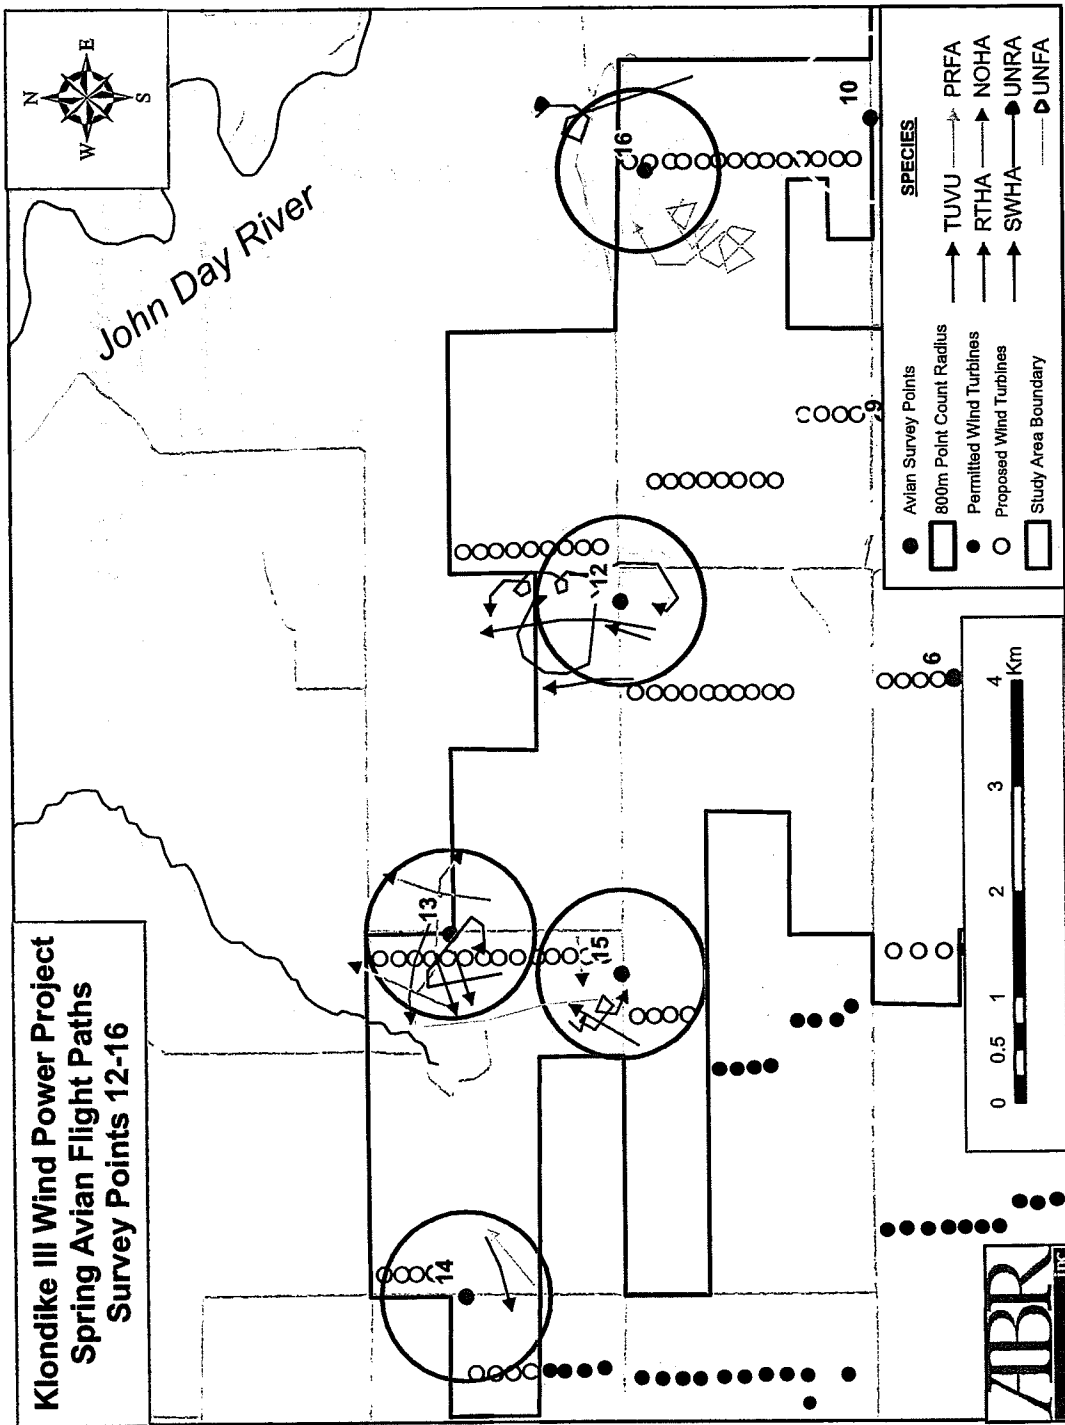 Klondike III Wind Power Project
Spring Avian Flight Paths
Survey Points 12-16
N
W
E
S
John Day River
14
13
15
12
16
6
9
10
0
0.5
1
2
3
4
Km
Avian Survey Points
800m Point Count Radius
Permitted Wind Turbines
Proposed Wind Turbines
Study Area Boundary
SPECIES
TUVU
PRFA
RTHA
NOHA
SWHA
UNRA
UNFA
ABR